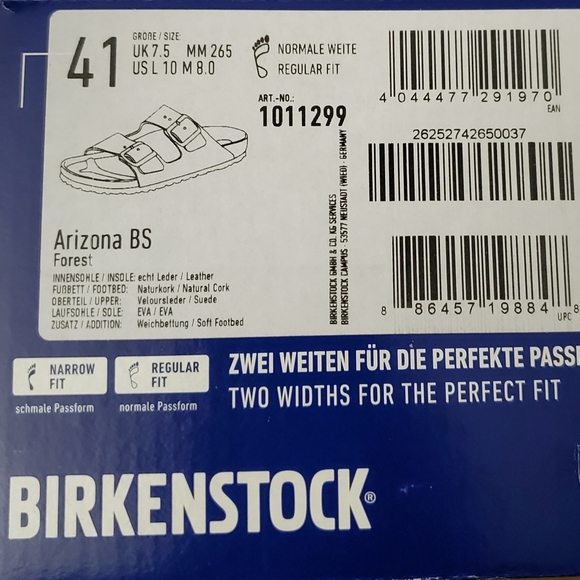 41
GRÖßE / SIZE:
UK 7.5 MM 265
US L 10 M 8.0
NORMALE WEITE
REGULAR FIT
ART.-NO.:
1011299
4 044477 291970
EAN
26252742650037
8 86457 19884 8
UPC
BIRKENSTOCK GMBH & CO. KG SERVICES
BIRKENSTOCK CAMPUS · 53577 NEUSTADT (WIED) · GERMANY
Arizona BS
Forest
INNENSOHLE / INSOLE: echt Leder / Leather
FUßBETT / FOOTBED: Naturkork / Natural Cork
OBERTEIL / UPPER: Veloursleder / Suede
LAUFSOHLE / SOLE: EVA / EVA
ZUSATZ / ADDITION: Weichbettung / Soft Footbed
NARROW
FIT
schmale Passform
REGULAR
FIT
normale Passform
ZWEI WEITEN FÜR DIE PERFEKTE PASS
TWO WIDTHS FOR THE PERFECT FIT
BIRKENSTOCK®